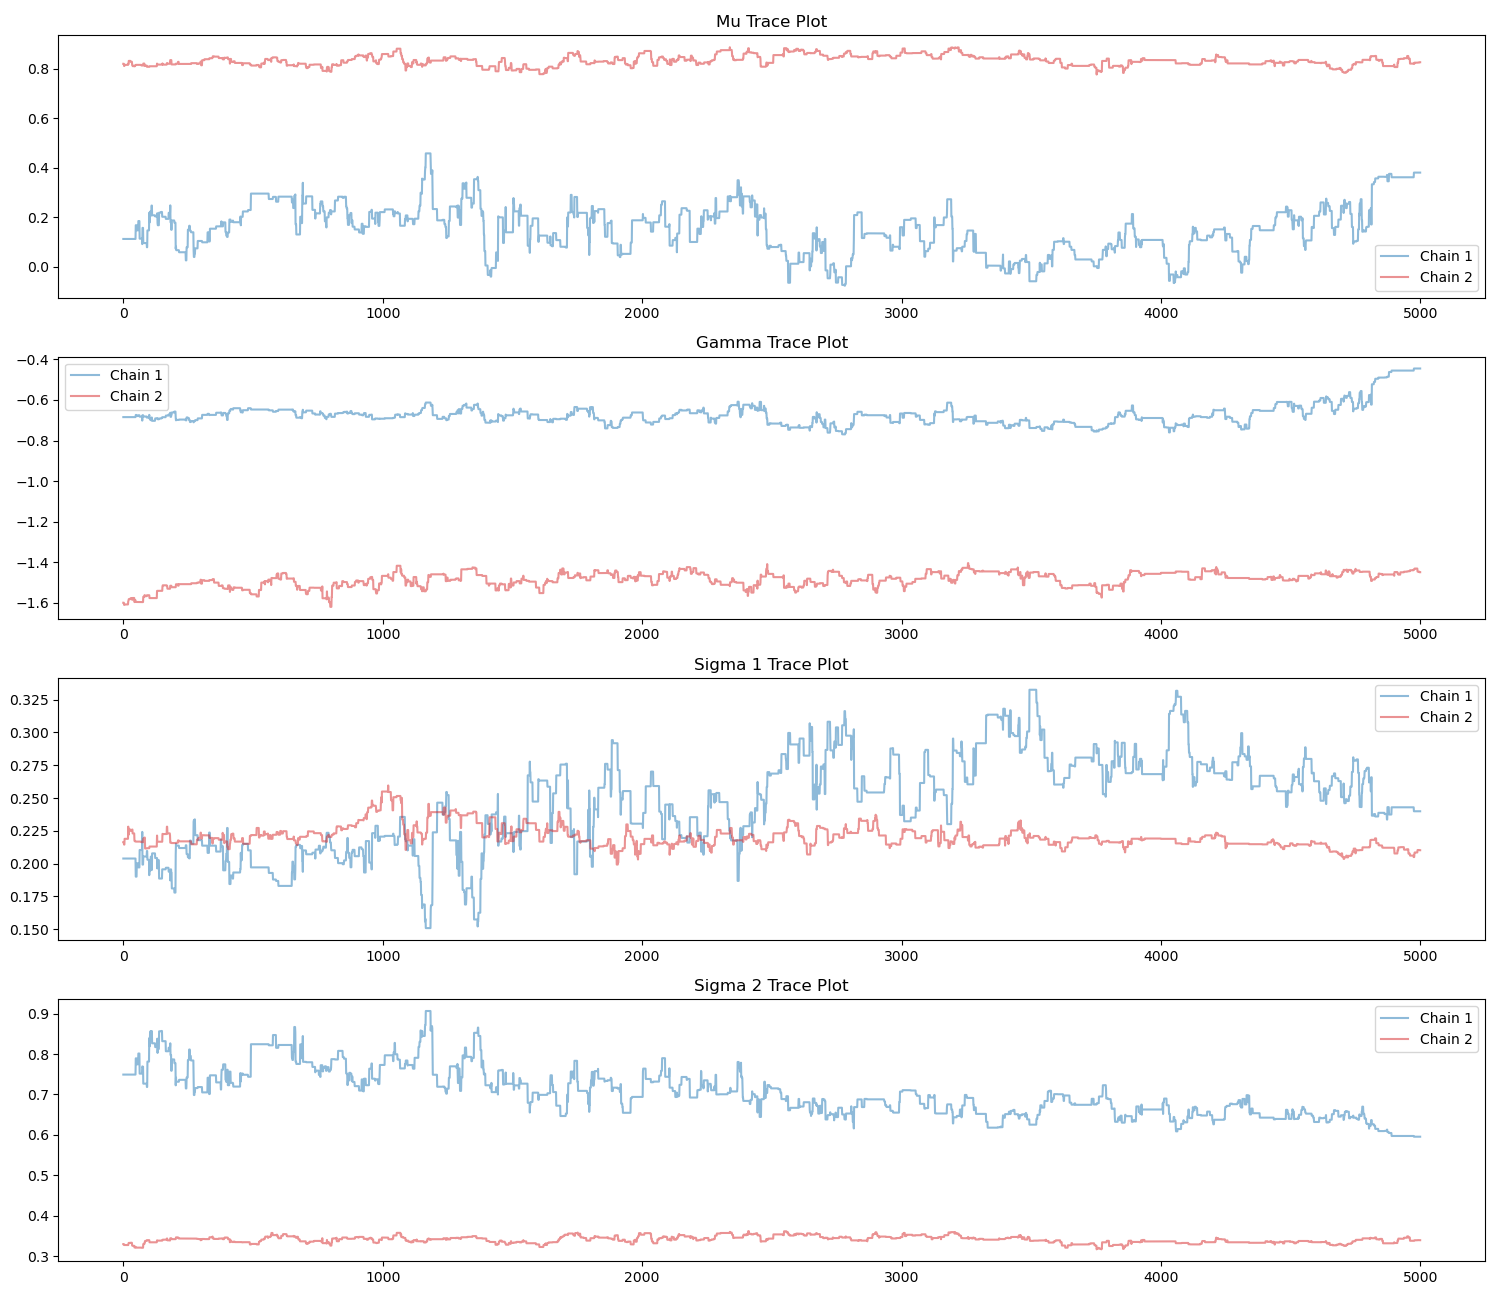 Mu Trace Plot
0.8
0.6
0.4
0.2
0.0
Chain 1
Chain 2
0 1000 2000 3000 4000 5000
Gamma Trace Plot
−0.4
−0.6
−0.8
−1.0
−1.2
−1.4
−1.6
Chain 1
Chain 2
0 1000 2000 3000 4000 5000
Sigma 1 Trace Plot
0.325
0.300
0.275
0.250
0.225
0.200
0.175
0.150
Chain 1
Chain 2
0 1000 2000 3000 4000 5000
Sigma 2 Trace Plot
0.9
0.8
0.7
0.6
0.5
0.4
0.3
Chain 1
Chain 2
0 1000 2000 3000 4000 5000